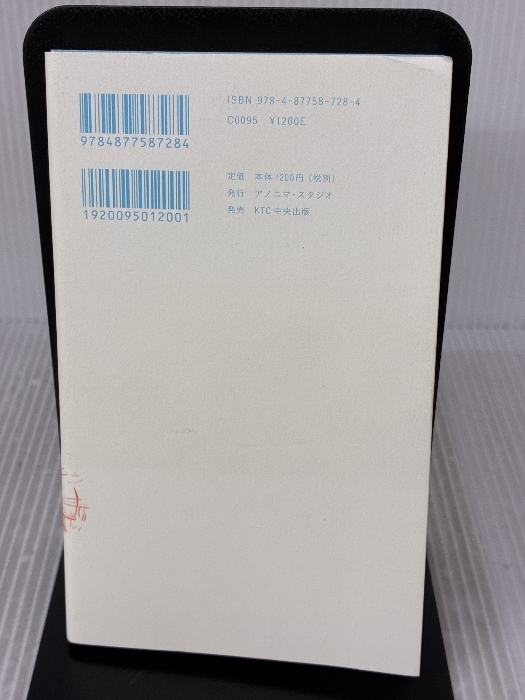 ISBN 978-4-87758-728-4
C0095 ¥1200E
9784877587284
定価 本体1200円（税別）
発行 アノニマ・スタジオ
発売 KTC中央出版
1920095012001